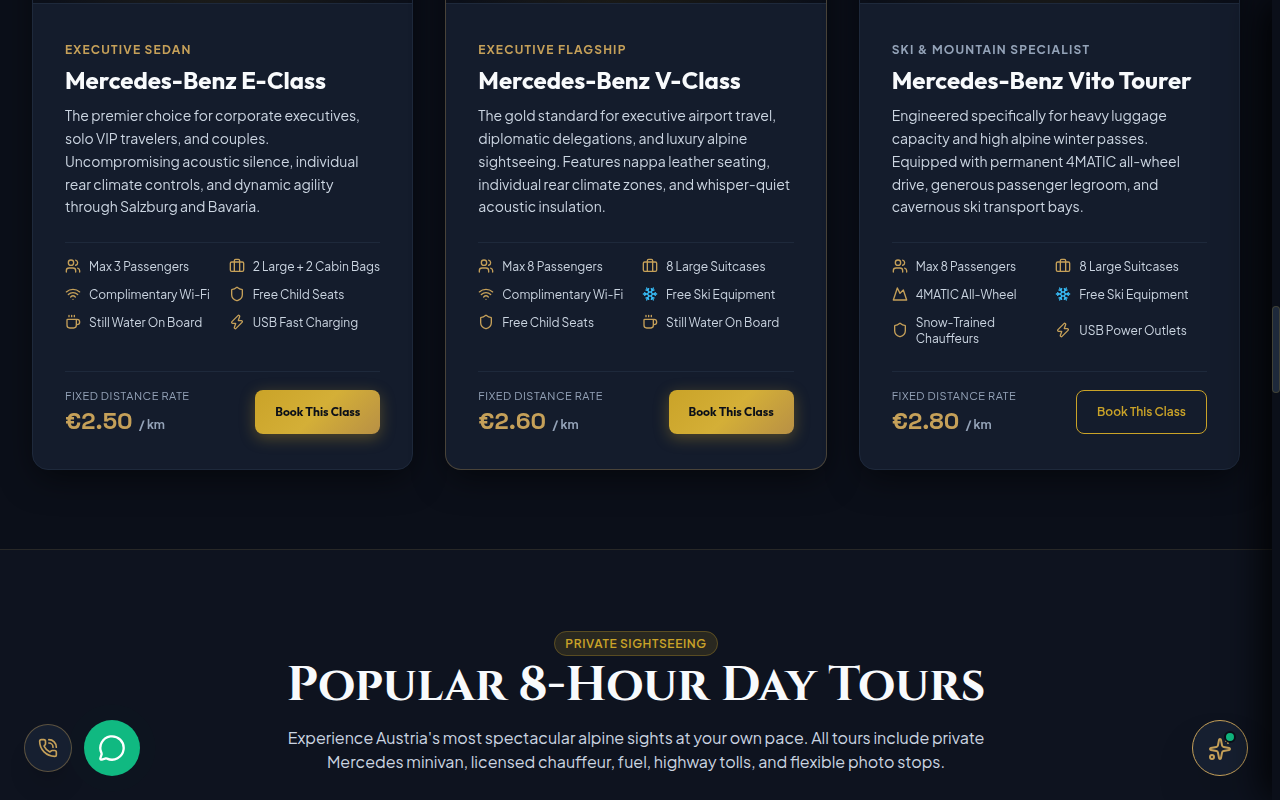 EXECUTIVE SEDAN
Mercedes-Benz E-Class
The premier choice for corporate executives,
solo VIP travelers, and couples.
Uncompromising acoustic silence, individual
rear climate controls, and dynamic agility
through Salzburg and Bavaria.
Max 3 Passengers
2 Large + 2 Cabin Bags
Complimentary Wi-Fi
Free Child Seats
Still Water On Board
USB Fast Charging
FIXED DISTANCE RATE
€2.50 / km
Book This Class
EXECUTIVE FLAGSHIP
Mercedes-Benz V-Class
The gold standard for executive airport travel,
diplomatic delegations, and luxury alpine
sightseeing. Features nappa leather seating,
individual rear climate zones, and whisper-quiet
acoustic insulation.
Max 8 Passengers
8 Large Suitcases
Complimentary Wi-Fi
Free Ski Equipment
Free Child Seats
Still Water On Board
FIXED DISTANCE RATE
€2.60 / km
Book This Class
SKI & MOUNTAIN SPECIALIST
Mercedes-Benz Vito Tourer
Engineered specifically for heavy luggage
capacity and high alpine winter passes.
Equipped with permanent 4MATIC all-wheel
drive, generous passenger legroom, and
cavernous ski transport bays.
Max 8 Passengers
8 Large Suitcases
4MATIC All-Wheel
Free Ski Equipment
Snow-Trained
Chauffeurs
USB Power Outlets
FIXED DISTANCE RATE
€2.80 / km
Book This Class
PRIVATE SIGHTSEEING
Popular 8-Hour Day Tours
Experience Austria's most spectacular alpine sights at your own pace. All tours include private
Mercedes minivan, licensed chauffeur, fuel, highway tolls, and flexible photo stops.